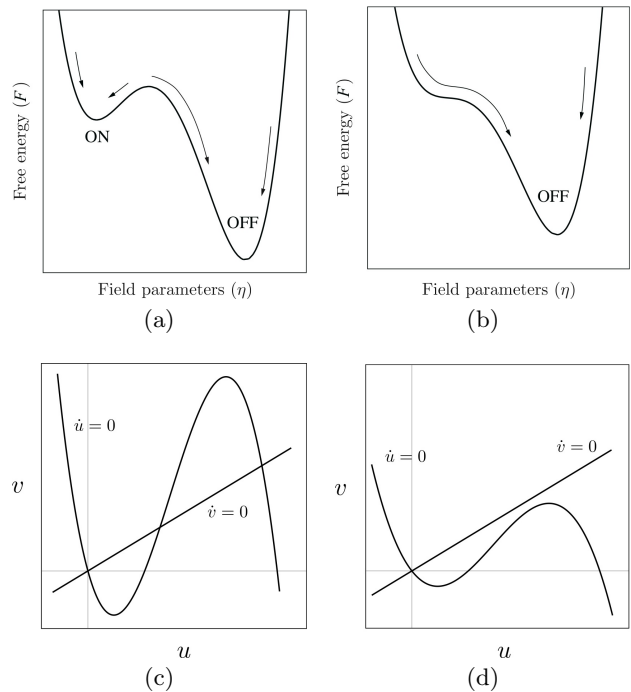 Free energy (F)
ON
OFF
Field parameters (η)
(a)
Free energy (F)
OFF
Field parameters (η)
(b)
u̇ = 0
v
v̇ = 0
u
(c)
v̇ = 0
u̇ = 0
v
u
(d)